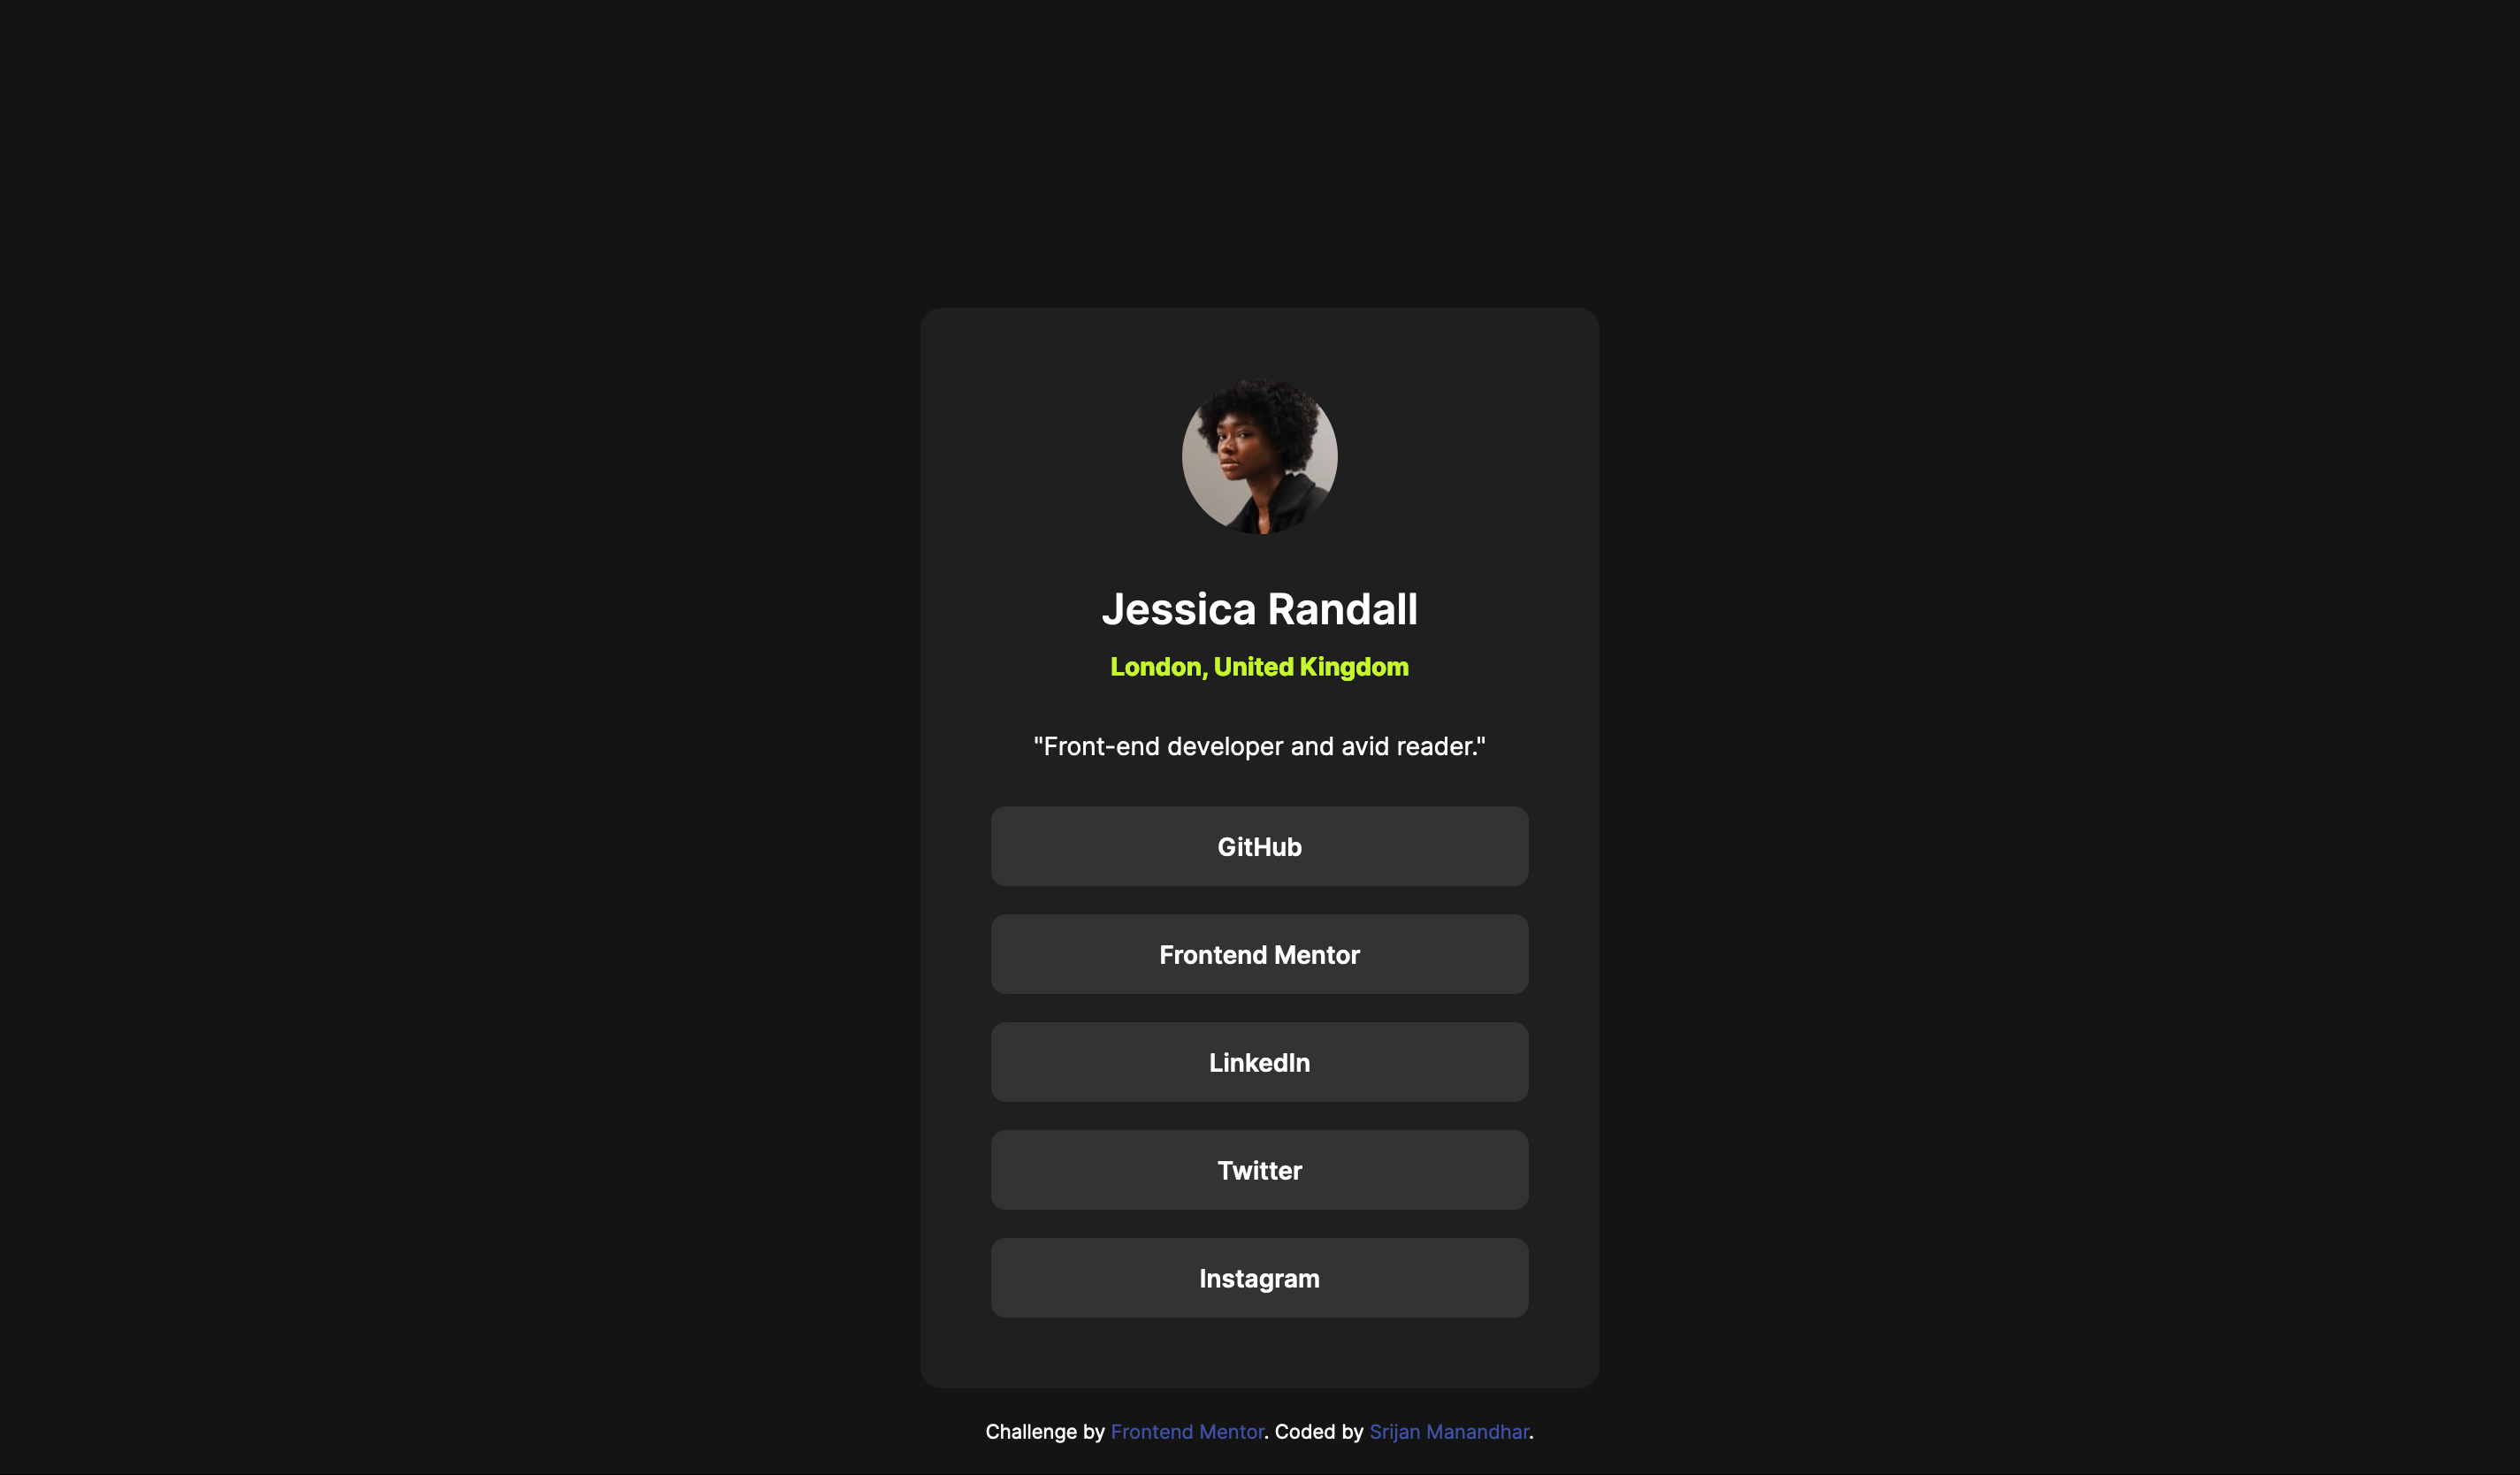 Jessica Randall
London, United Kingdom
"Front-end developer and avid reader."
GitHub
Frontend Mentor
LinkedIn
Twitter
Instagram
Challenge by Frontend Mentor. Coded by Srijan Manandhar.